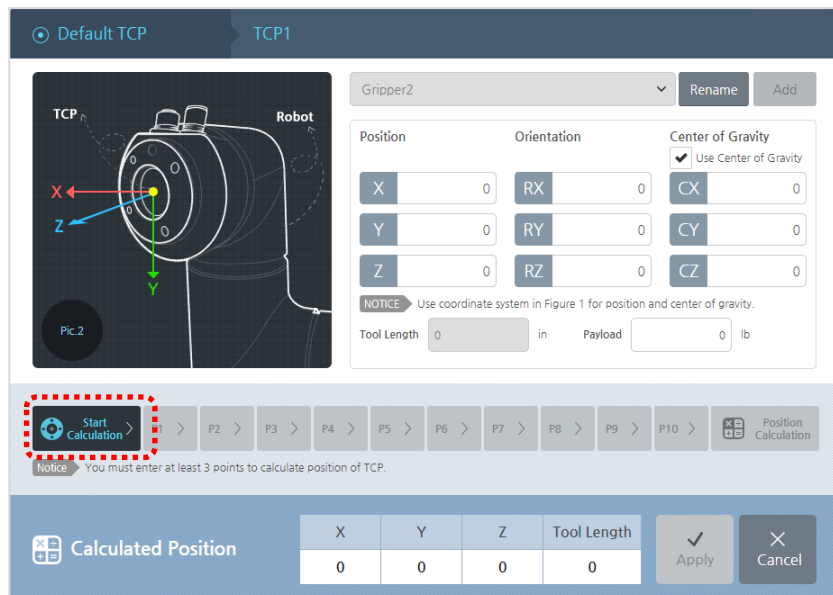 Default TCP
TCP1
TCP
Robot
X
Z
Y
Pic.2
Gripper2
Rename
Add
Position
Orientation
Center of Gravity
Use Center of Gravity
X 0
RX 0
CX 0
Y 0
RY 0
CY 0
Z 0
RZ 0
CZ 0
NOTICE Use coordinate system in Figure 1 for position and center of gravity.
Tool Length 0 in
Payload 0 lb
Start
Calculation
P1
P2
P3
P4
P5
P6
P7
P8
P9
P10
Position
Calculation
Notice You must enter at least 3 points to calculate position of TCP.
Calculated Position
X Y Z Tool Length
0 0 0 0
Apply
Cancel